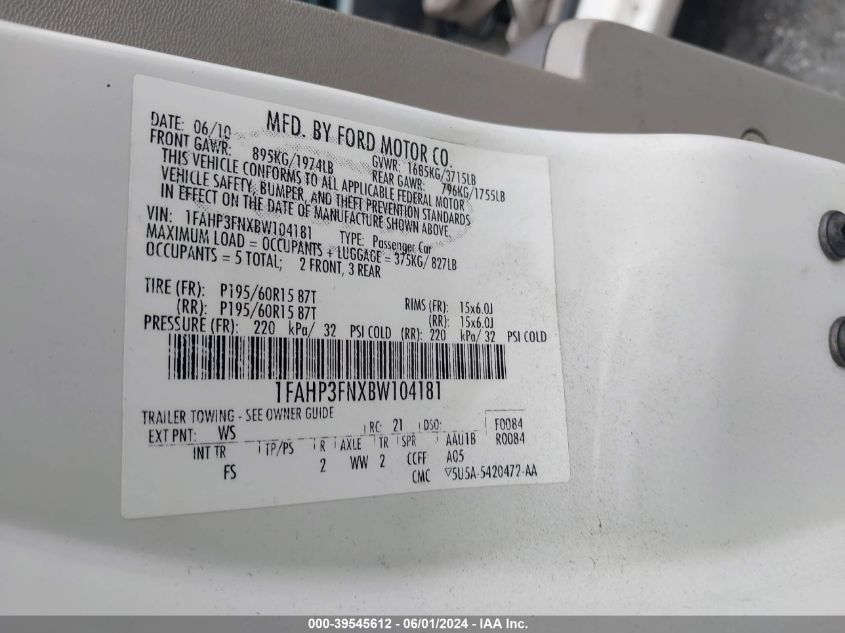 DATE: 06/10 MFD. BY FORD MOTOR CO.
FRONT GAWR: 895KG/1974LB GVWR: 1685KG/3715LB
REAR GAWR: 796KG/1755LB
THIS VEHICLE CONFORMS TO ALL APPLICABLE FEDERAL MOTOR
VEHICLE SAFETY, BUMPER, AND THEFT PREVENTION STANDARDS
IN EFFECT ON THE DATE OF MANUFACTURE SHOWN ABOVE.
VIN: 1FAHP3FNXBW104181 TYPE: Passenger Car
MAXIMUM LOAD = OCCUPANTS + LUGGAGE = 375KG/ 827LB
OCCUPANTS = 5 TOTAL; 2 FRONT, 3 REAR
TIRE (FR): P195/60R15 87T RIMS (FR): 15x6.0J
(RR): P195/60R15 87T (RR): 15x6.0J
PRESSURE (FR): 220 kPa/ 32 PSI COLD (RR): 220 kPa/ 32 PSI COLD
1FAHP3FNXBW104181
TRAILER TOWING - SEE OWNER GUIDE
EXT PNT: WS RC: 21 DSO: F0084
R0084
INT TR TP/PS R AXLE TR SPR AAU1B
FS 2 WW 2 CCFF A05
CMC 5U5A-5420472-AA
000-39545612 - 06/01/2024 - IAA Inc.